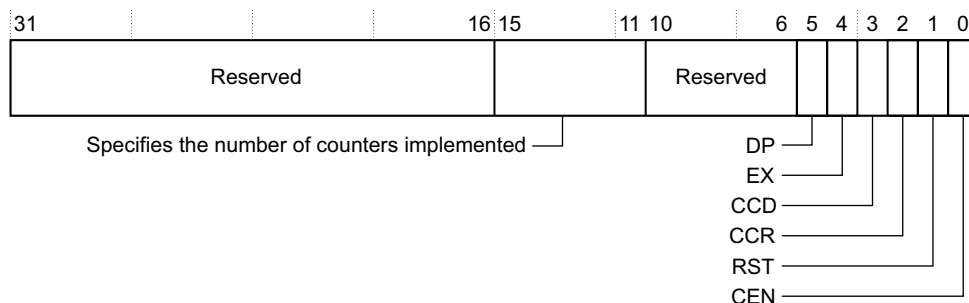 31 16 15 11 10 6 5 4 3 2 1 0
Reserved Reserved
Specifies the number of counters implemented
DP
EX
CCD
CCR
RST
CEN